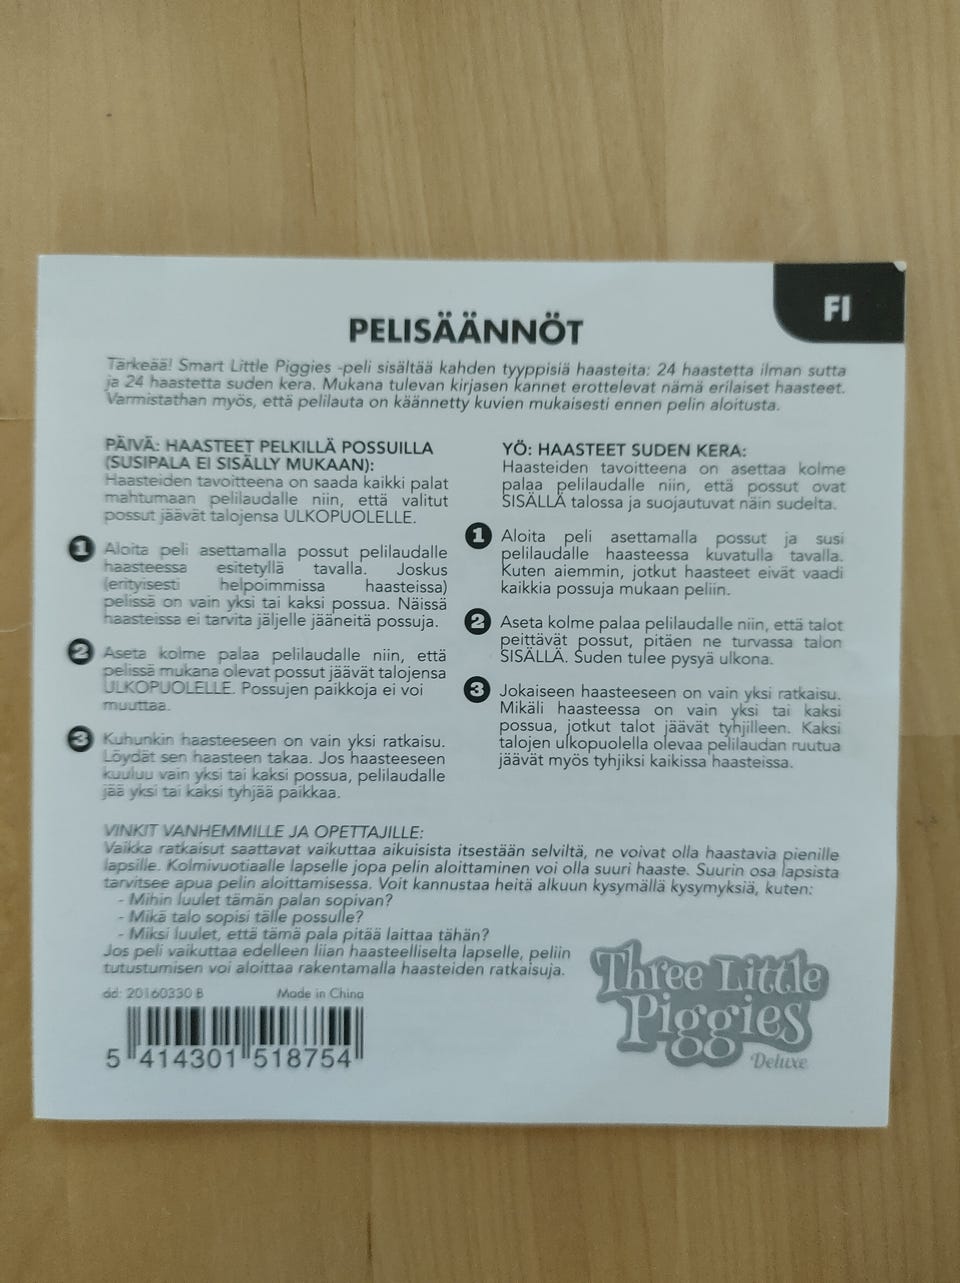 FI
PELISÄÄNNÖT
Tärkeää! Smart Little Piggies -peli sisältää kahden tyyppisiä haasteita: 24 haastetta ilman sutta
ja 24 haastetta suden kera. Mukana tulevan kirjasen kannet erottelevat nämä erilaiset haasteet.
Varmistathan myös, että pelilauta on käännetty kuvien mukaisesti ennen pelin aloitusta.
PÄIVÄ: HAASTEET PELKILLÄ POSSUILLA
(SUSIPALA EI SISÄLLY MUKAAN):
Haasteiden tavoitteena on saada kaikki palat
mahtumaan pelilaudalle niin, että valitut
possut jäävät talojensa ULKOPUOLELLE.
1 Aloita peli asettamalla possut pelilaudalle
haasteessa esitetyllä tavalla. Joskus
(erityisesti helpoimmissa haasteissa)
pelissä on vain yksi tai kaksi possua. Näissä
haasteissa ei tarvita jäljelle jääneitä possuja.
2 Aseta kolme palaa pelilaudalle niin, että
pelissä mukana olevat possut jäävät talojensa
ULKOPUOLELLE. Possujen paikkoja ei voi
muuttaa.
3 Kuhunkin haasteeseen on vain yksi ratkaisu.
Löydät sen haasteen takaa. Jos haasteeseen
kuuluu vain yksi tai kaksi possua, pelilaudalle
jää yksi tai kaksi tyhjää paikkaa.
YÖ: HAASTEET SUDEN KERA:
Haasteiden tavoitteena on asettaa kolme
palaa pelilaudalle niin, että possut ovat
SISÄLLÄ talossa ja suojautuvat näin sudelta.
1 Aloita peli asettamalla possut ja susi
pelilaudalle haasteessa kuvatulla tavalla.
Kuten aiemmin, jotkut haasteet eivät vaadi
kaikkia possuja mukaan peliin.
2 Aseta kolme palaa pelilaudalle niin, että talot
peittävät possut, pitäen ne turvassa talon
SISÄLLÄ. Suden tulee pysyä ulkona.
3 Jokaiseen haasteeseen on vain yksi ratkaisu.
Mikäli haasteessa on vain yksi tai kaksi
possua, jotkut talot jäävät tyhjilleen. Kaksi
talojen ulkopuolella olevaa pelilaudan ruutua
jäävät myös tyhjiksi kaikissa haasteissa.
VINKIT VANHEMMILLE JA OPETTAJILLE:
Vaikka ratkaisut saattavat vaikuttaa aikuisista itsestään selviltä, ne voivat olla haastavia pienille
lapsille. Kolmivuotiaalle lapselle jopa pelin aloittaminen voi olla suuri haaste. Suurin osa lapsista
tarvitsee apua pelin aloittamisessa. Voit kannustaa heitä alkuun kysymällä kysymyksiä, kuten:
- Mihin luulet tämän palan sopivan?
- Mikä talo sopisi tälle possulle?
- Miksi luulet, että tämä pala pitää laittaa tähän?
Jos peli vaikuttaa edelleen liian haasteelliselta lapselle, peliin
tutustumisen voi aloittaa rakentamalla haasteiden ratkaisuja.
dd: 20160330 B Made in China
5 414301 518754
Three Little
Piggies
Deluxe